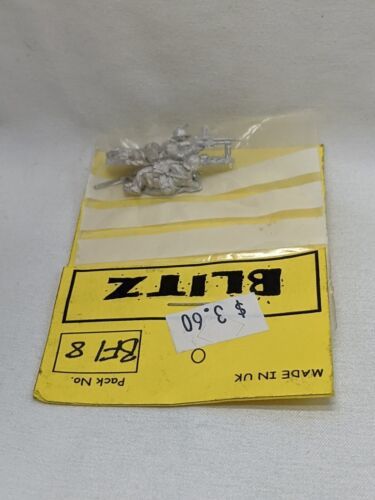 MADE IN UK
Pack No.
BF18
$ 3.60
BLITZ